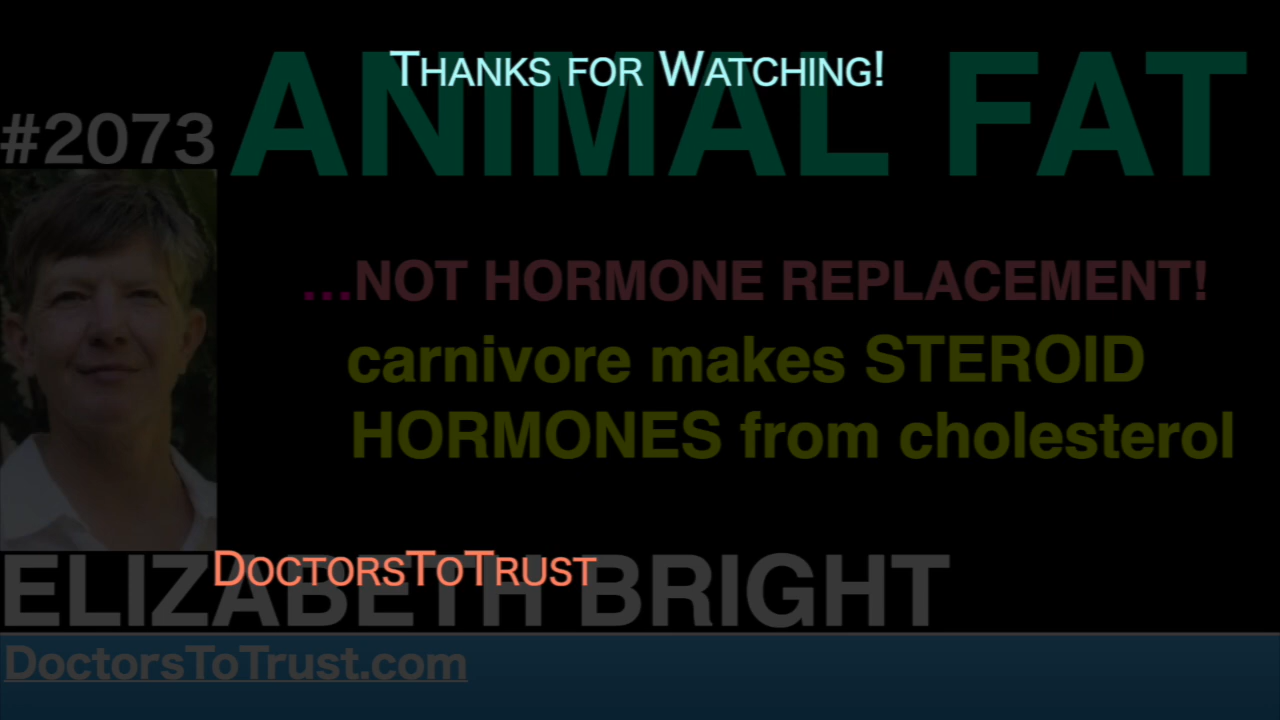 THANKS FOR WATCHING!
ANIMAL FAT
#2073
...NOT HORMONE REPLACEMENT!
carnivore makes STEROID
HORMONES from cholesterol
DOCTORSTOTRUST
ELIZABETH BRIGHT
DoctorsToTrust.com